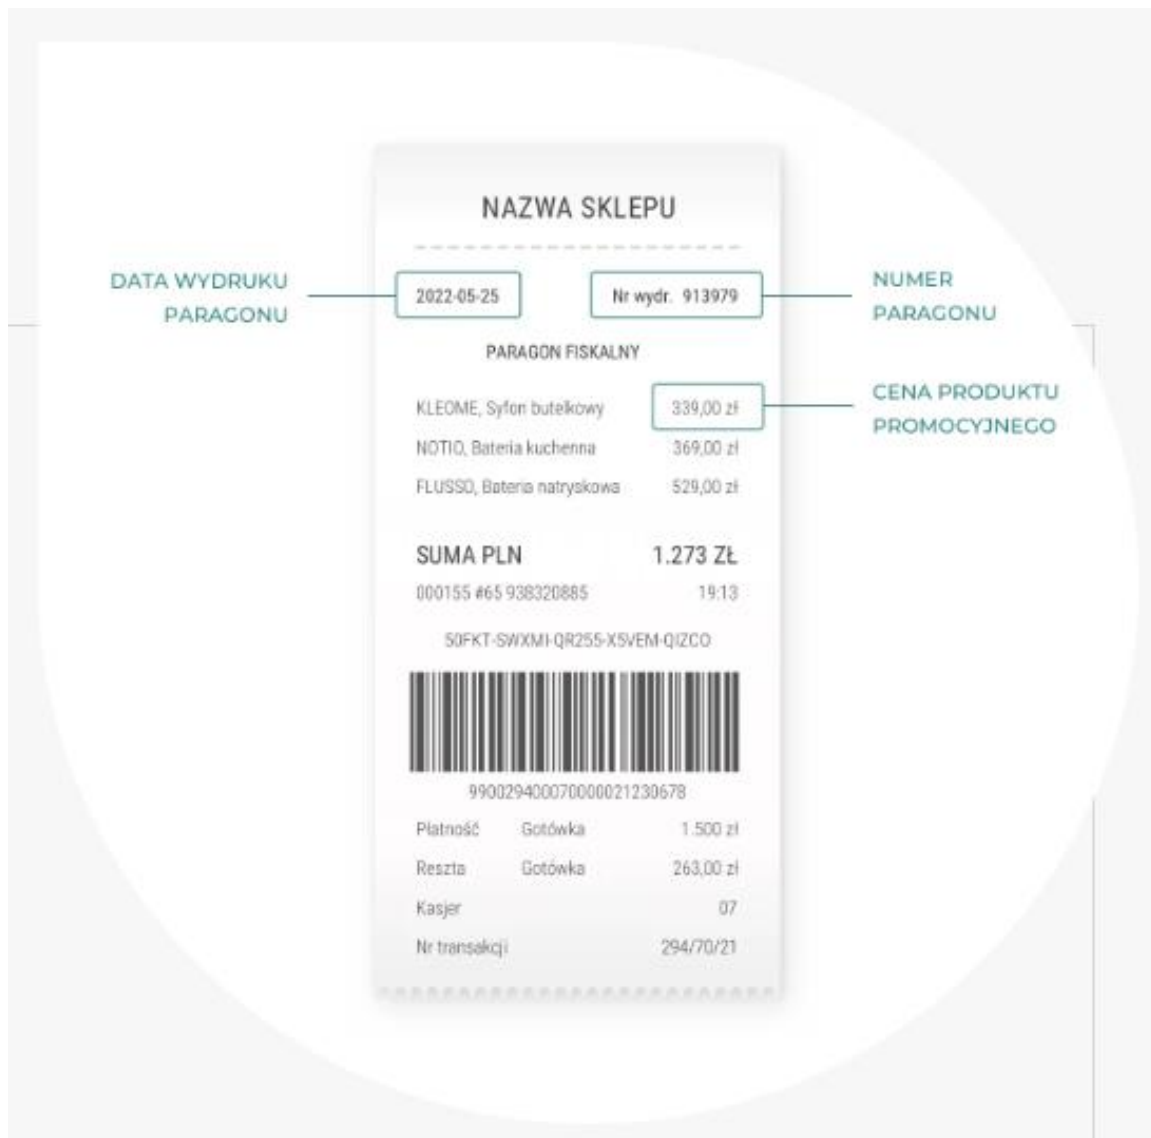 NAZWA SKLEPU
DATA WYDRUKU
PARAGONU
2022-05-25
Nr wydr. 913979
NUMER
PARAGONU
PARAGON FISKALNY
KLEOME, Syfon butelkowy 339,00 zł
CENA PRODUKTU
PROMOCYJNEGO
NOTIO, Bateria kuchenna 369,00 zł
FLUSSO, Bateria natryskowa 529,00 zł
SUMA PLN 1.273 ZŁ
000155 #65 938320885 19:13
50FKT-SWXMI-QR255-X5VEM-QIZCO
990029400070000021230678
Płatność Gotówka 1.500 zł
Reszta Gotówka 263,00 zł
Kasjer 07
Nr transakcji 294/70/21